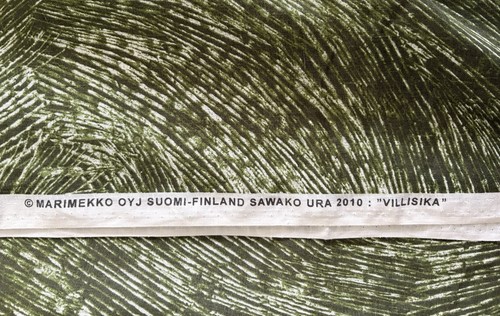 © MARIMEKKO OYJ SUOMI-FINLAND SAWAKO URA 2010 : "VILLISIKA"